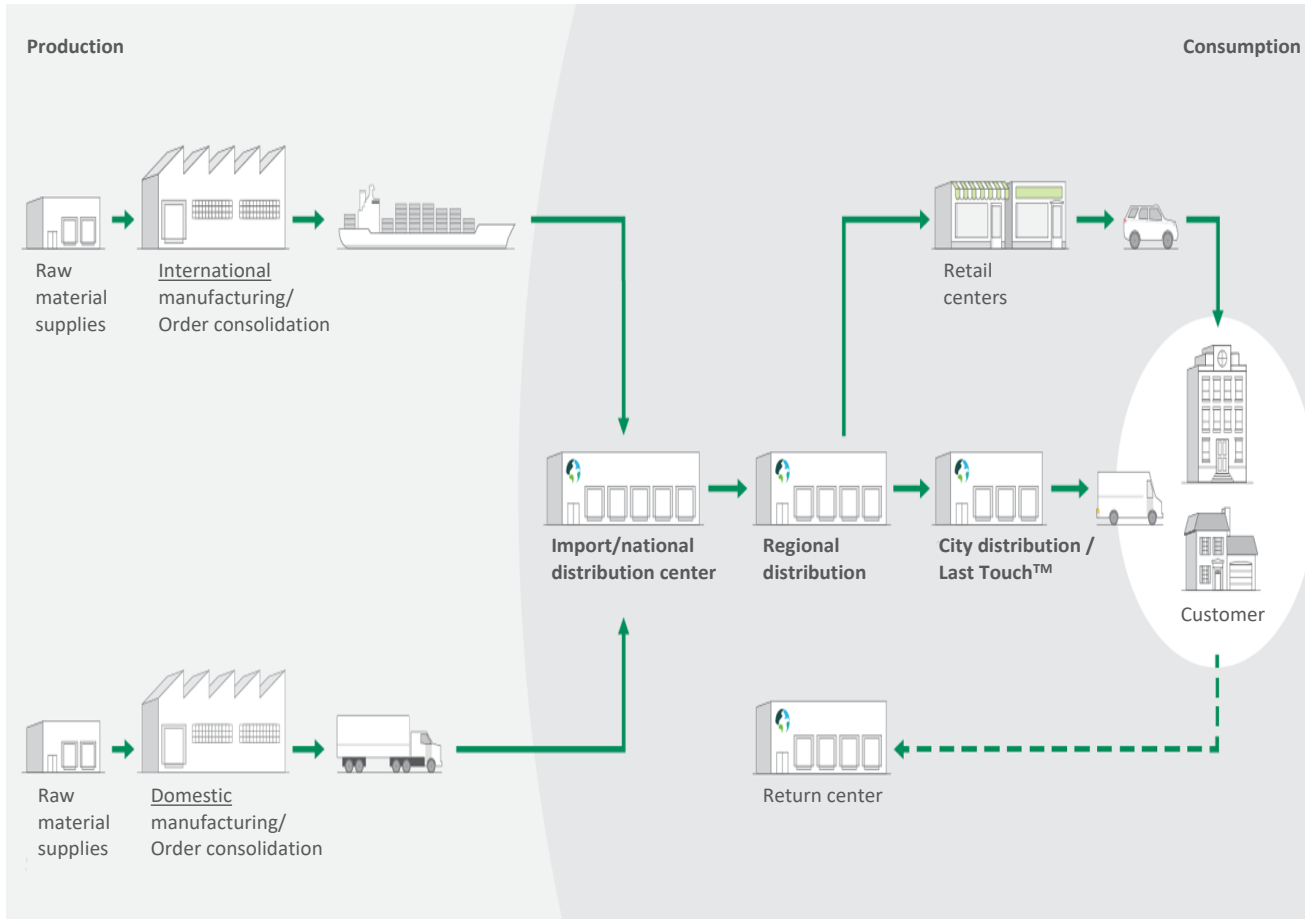 Production
Consumption
Raw
material
supplies
International
manufacturing/
Order consolidation
Retail
centers
Import/national
distribution center
Regional
distribution
City distribution /
Last Touch™
Customer
Raw
material
supplies
Domestic
manufacturing/
Order consolidation
Return center